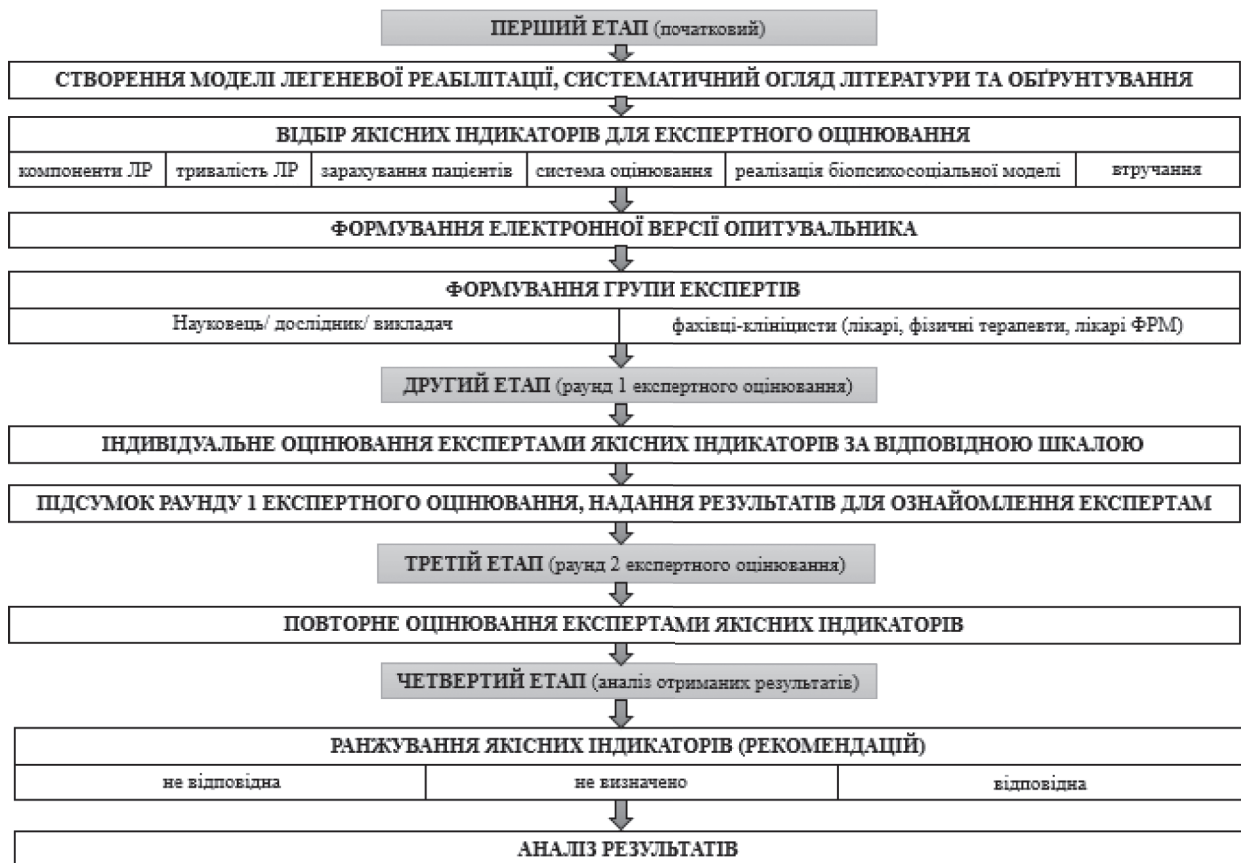 ПЕРШИЙ ЕТАП (початковий)
СТВОРЕННЯ МОДЕЛІ ЛЕГЕНЕВОЇ РЕАБІЛІТАЦІЇ, СИСТЕМАТИЧНИЙ ОГЛЯД ЛІТЕРАТУРИ ТА ОБҐРУНТУВАННЯ
ВІДБІР ЯКІСНИХ ІНДИКАТОРІВ ДЛЯ ЕКСПЕРТНОГО ОЦІНЮВАННЯ
компоненти ЛР тривалість ЛР зарахування пацієнтів система оцінювання реалізація біопсихосоціальної моделі втручання
ФОРМУВАННЯ ЕЛЕКТРОННОЇ ВЕРСІЇ ОПИТУВАЛЬНИКА
ФОРМУВАННЯ ГРУПИ ЕКСПЕРТІВ
Науковець/ дослідник/ викладач фахівці-клініцисти (лікарі, фізичні терапевти, лікарі ФРМ)
ДРУГИЙ ЕТАП (раунд 1 експертного оцінювання)
ІНДИВІДУАЛЬНЕ ОЦІНЮВАННЯ ЕКСПЕРТАМИ ЯКІСНИХ ІНДИКАТОРІВ ЗА ВІДПОВІДНОЮ ШКАЛОЮ
ПІДСУМОК РАУНДУ 1 ЕКСПЕРТНОГО ОЦІНЮВАННЯ, НАДАННЯ РЕЗУЛЬТАТІВ ДЛЯ ОЗНАЙОМЛЕННЯ ЕКСПЕРТАМ
ТРЕТІЙ ЕТАП (раунд 2 експертного оцінювання)
ПОВТОРНЕ ОЦІНЮВАННЯ ЕКСПЕРТАМИ ЯКІСНИХ ІНДИКАТОРІВ
ЧЕТВЕРТИЙ ЕТАП (аналіз отриманих результатів)
РАНЖУВАННЯ ЯКІСНИХ ІНДИКАТОРІВ (РЕКОМЕНДАЦІЙ)
не відповідна не визначено відповідна
АНАЛІЗ РЕЗУЛЬТАТІВ